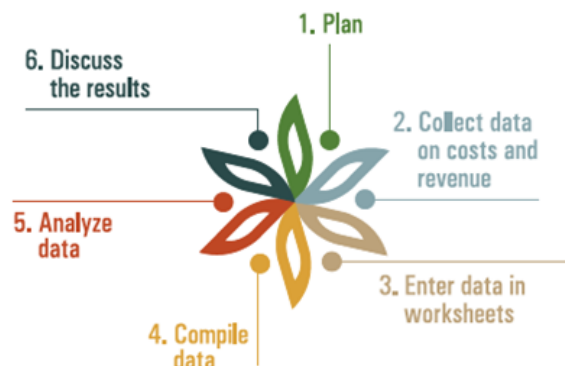 1. Plan
2. Collect data
on costs and
revenue
3. Enter data in
worksheets
4. Compile
data
5. Analyze
data
6. Discuss
the results